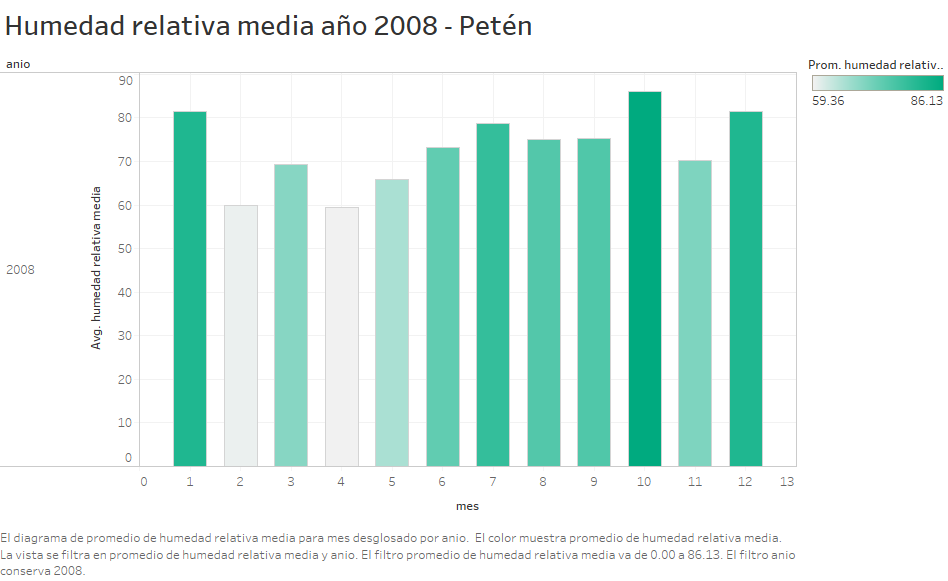 Humedad relativa media año 2008 - Petén
anio
Prom. humedad relativ..
59.36 86.13
2008
Avg. humedad relativa media
90
80
70
60
50
40
30
20
10
0
0 1 2 3 4 5 6 7 8 9 10 11 12 13
mes
El diagrama de promedio de humedad relativa media para mes desglosado por anio. El color muestra promedio de humedad relativa media.
La vista se filtra en promedio de humedad relativa media y anio. El filtro promedio de humedad relativa media va de 0.00 a 86.13. El filtro anio
conserva 2008.